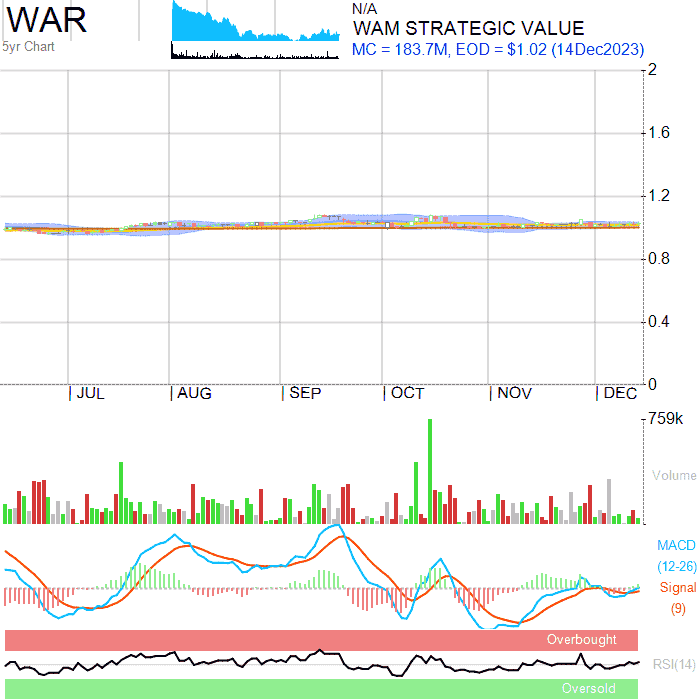 WAR
5yr Chart
N/A
WAM STRATEGIC VALUE
MC = 183.7M, EOD = $1.02 (14Dec2023)
2
1.6
1.2
0.8
0.4
0
JUL
AUG
SEP
OCT
NOV
DEC
759k
Volume
MACD
(12-26)
Signal
(9)
Overbought
RSI(14)
Oversold